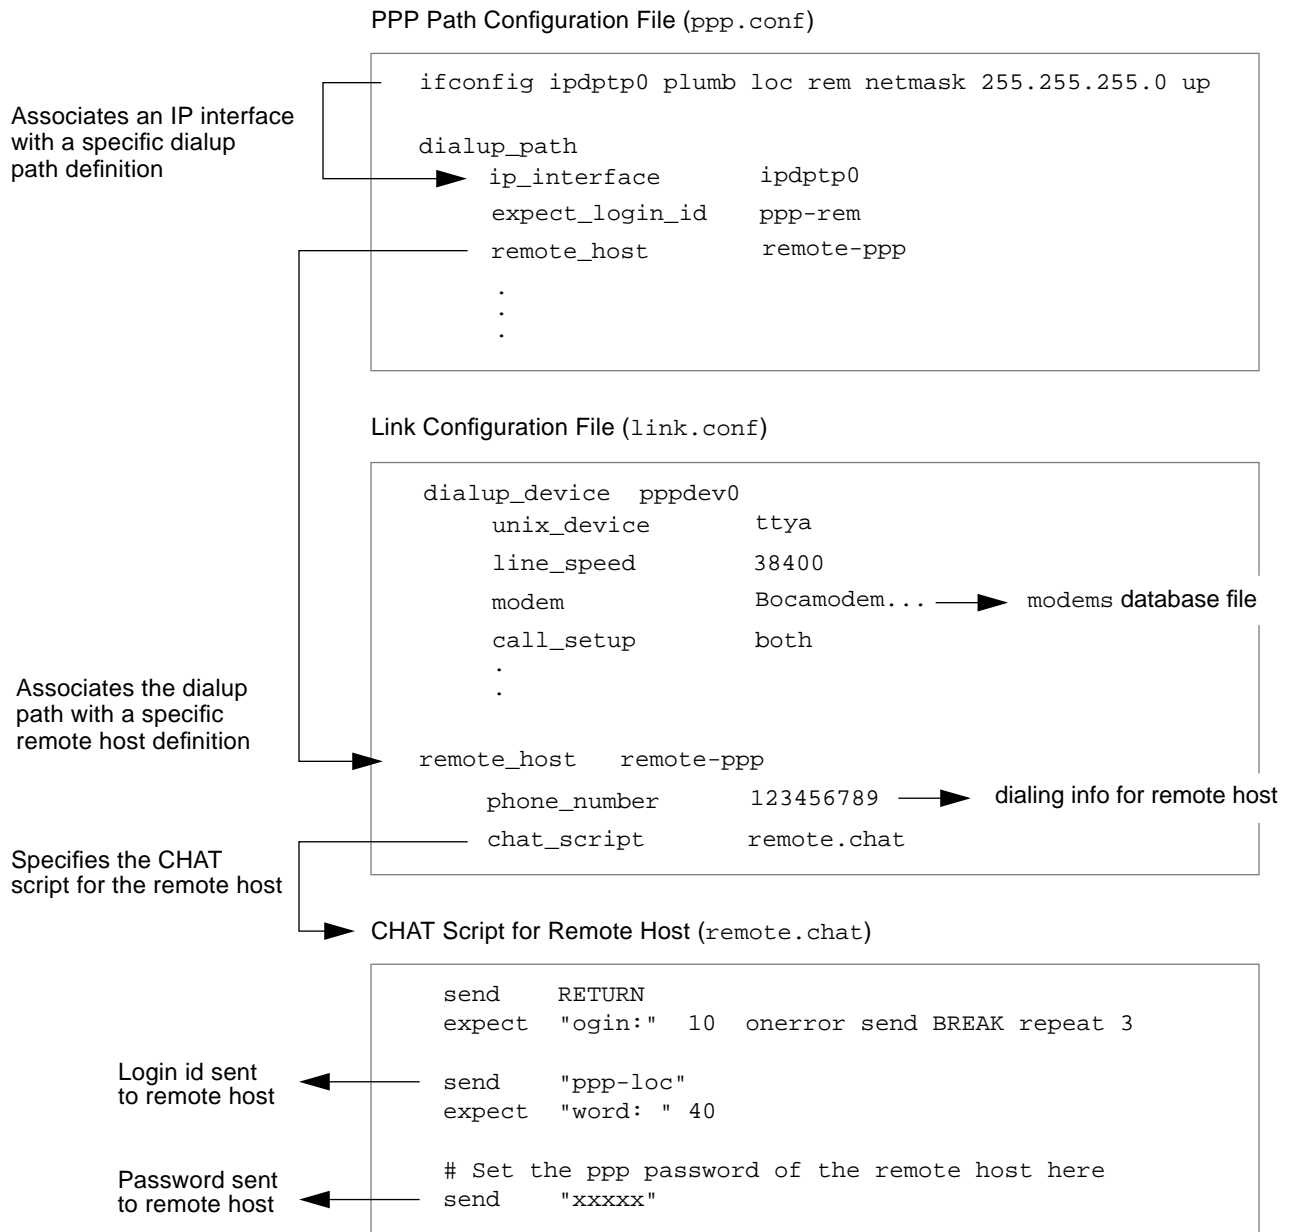 PPP Path Configuration File (ppp.conf)
ifconfig ipdptp0 plumb loc rem netmask 255.255.255.0 up
Associates an IP interface
with a specific dialup
path definition
dialup_path
ip_interface ipdptp0
expect_login_id ppp-rem
remote_host remote-ppp
.
.
.
Link Configuration File (link.conf)
dialup_device pppdev0
unix_device ttya
line_speed 38400
modem Bocamodem... modems database file
call_setup both
.
.
Associates the dialup
path with a specific
remote host definition
remote_host remote-ppp
phone_number 123456789 dialing info for remote host
chat_script remote.chat
Specifies the CHAT
script for the remote host
CHAT Script for Remote Host (remote.chat)
send RETURN
expect "ogin:" 10 onerror send BREAK repeat 3
Login id sent
to remote host
send "ppp-loc"
expect "word: " 40
# Set the ppp password of the remote host here
Password sent
to remote host
send "xxxxx"